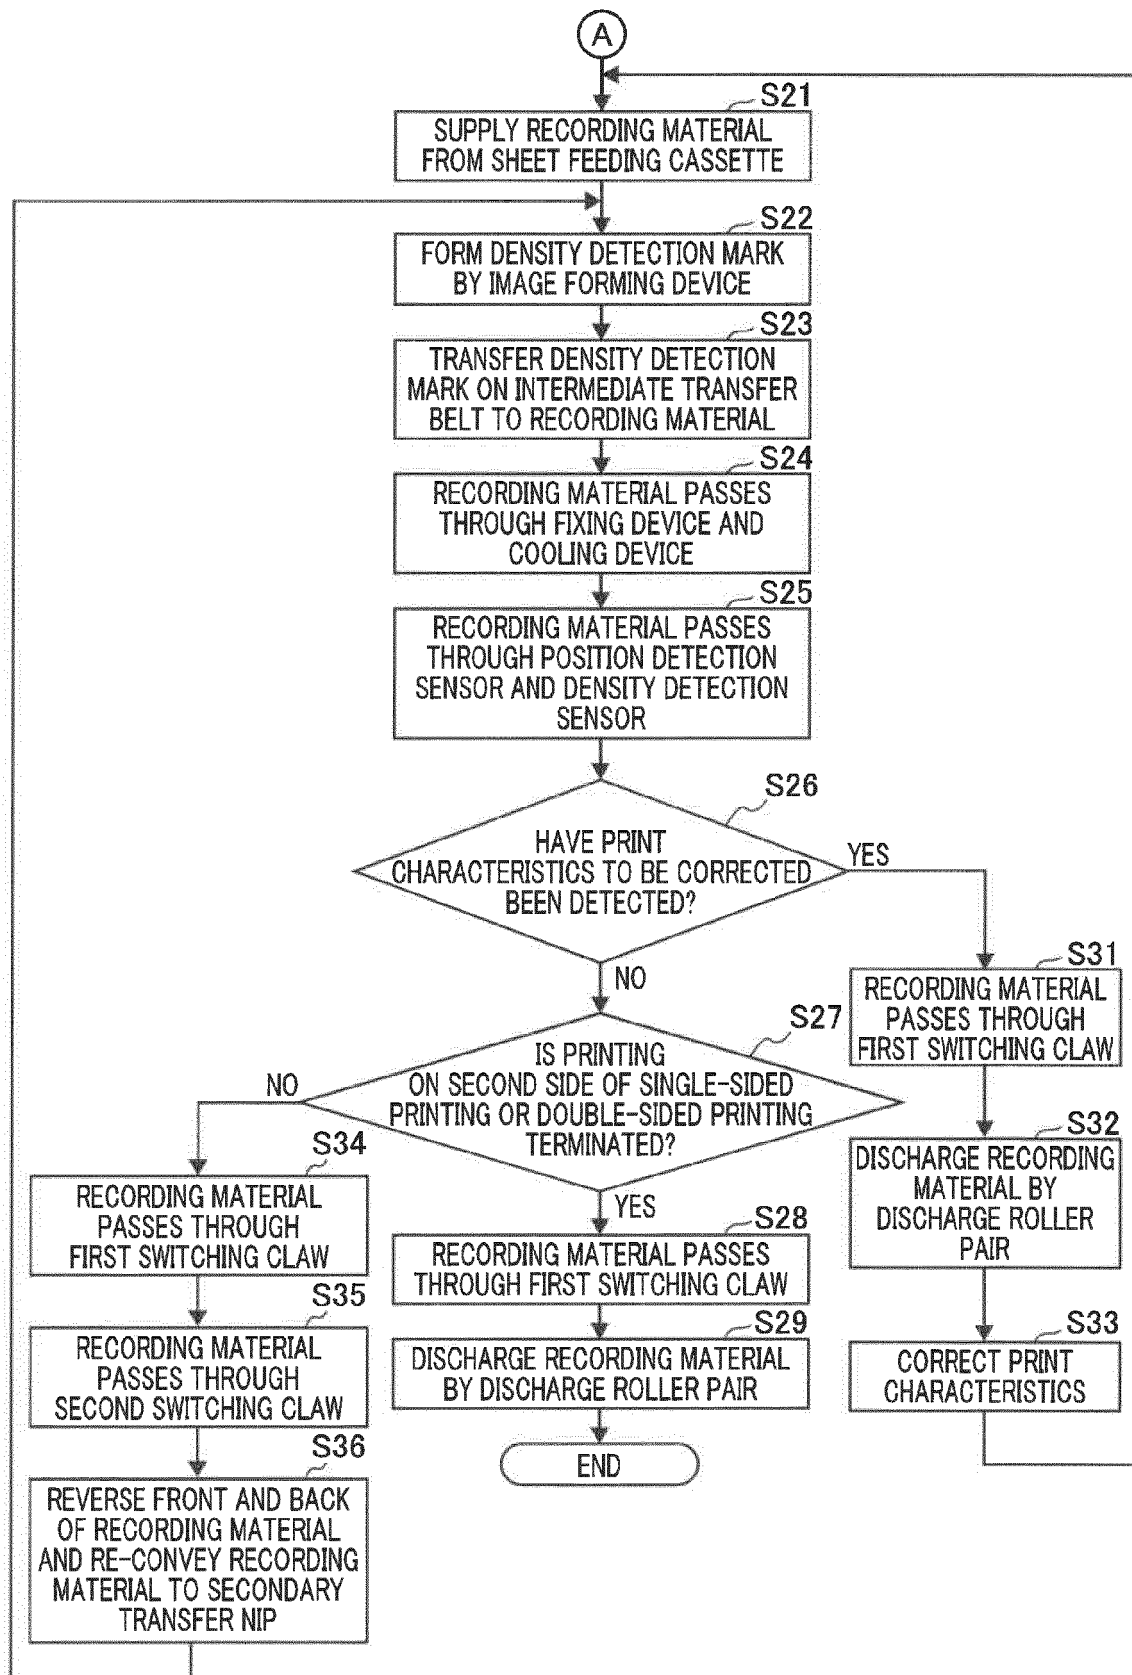 A
S21
SUPPLY RECORDING MATERIAL
FROM SHEET FEEDING CASSETTE
S22
FORM DENSITY DETECTION MARK
BY IMAGE FORMING DEVICE
S23
TRANSFER DENSITY DETECTION
MARK ON INTERMEDIATE TRANSFER
BELT TO RECORDING MATERIAL
S24
RECORDING MATERIAL PASSES
THROUGH FIXING DEVICE AND
COOLING DEVICE
S25
RECORDING MATERIAL PASSES
THROUGH POSITION DETECTION
SENSOR AND DENSITY DETECTION
SENSOR
S26
HAVE PRINT
CHARACTERISTICS TO BE CORRECTED
BEEN DETECTED?
YES
NO
S27
IS PRINTING
ON SECOND SIDE OF SINGLE-SIDED
PRINTING OR DOUBLE-SIDED PRINTING
TERMINATED?
NO
YES
S28
RECORDING MATERIAL PASSES
THROUGH FIRST SWITCHING CLAW
S29
DISCHARGE RECORDING MATERIAL
BY DISCHARGE ROLLER PAIR
END
S31
RECORDING MATERIAL
PASSES THROUGH
FIRST SWITCHING CLAW
S32
DISCHARGE RECORDING
MATERIAL BY
DISCHARGE ROLLER
PAIR
S33
CORRECT PRINT
CHARACTERISTICS
S34
RECORDING MATERIAL
PASSES THROUGH
FIRST SWITCHING CLAW
S35
RECORDING MATERIAL
PASSES THROUGH
SECOND SWITCHING CLAW
S36
REVERSE FRONT AND BACK
OF RECORDING MATERIAL
AND RE-CONVEY RECORDING
MATERIAL TO SECONDARY
TRANSFER NIP